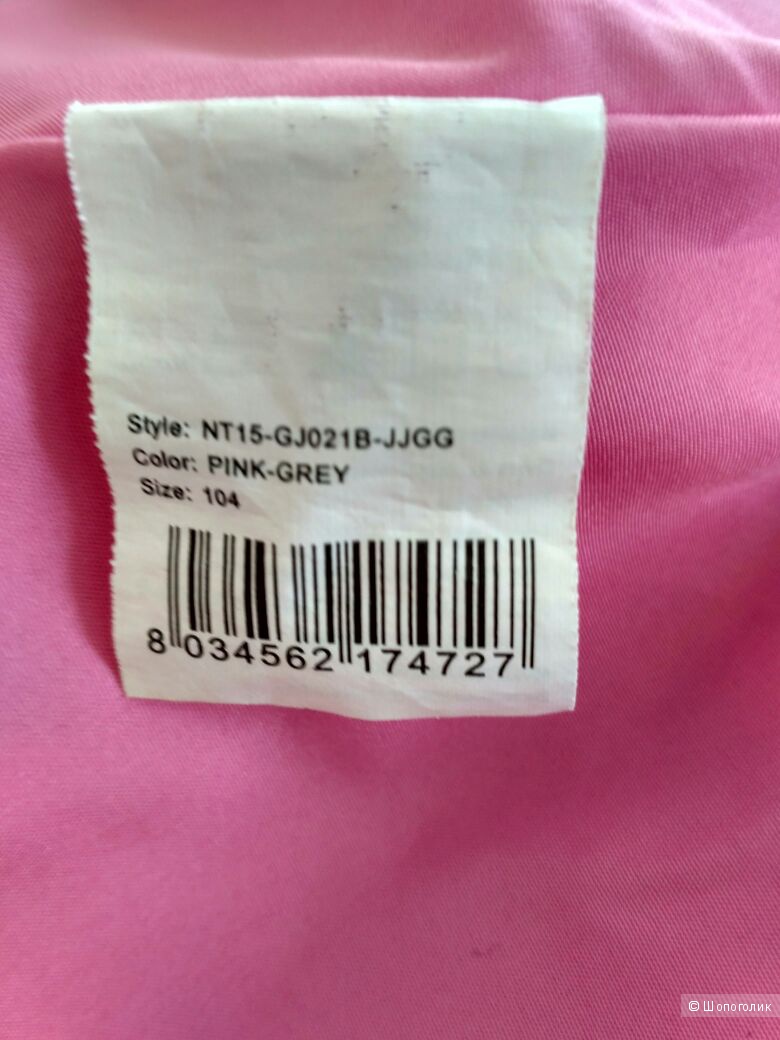 Style: NT15-GJ021B-JJGG
Color: PINK-GREY
Size: 104
8 034562 174727
© Шопоголик